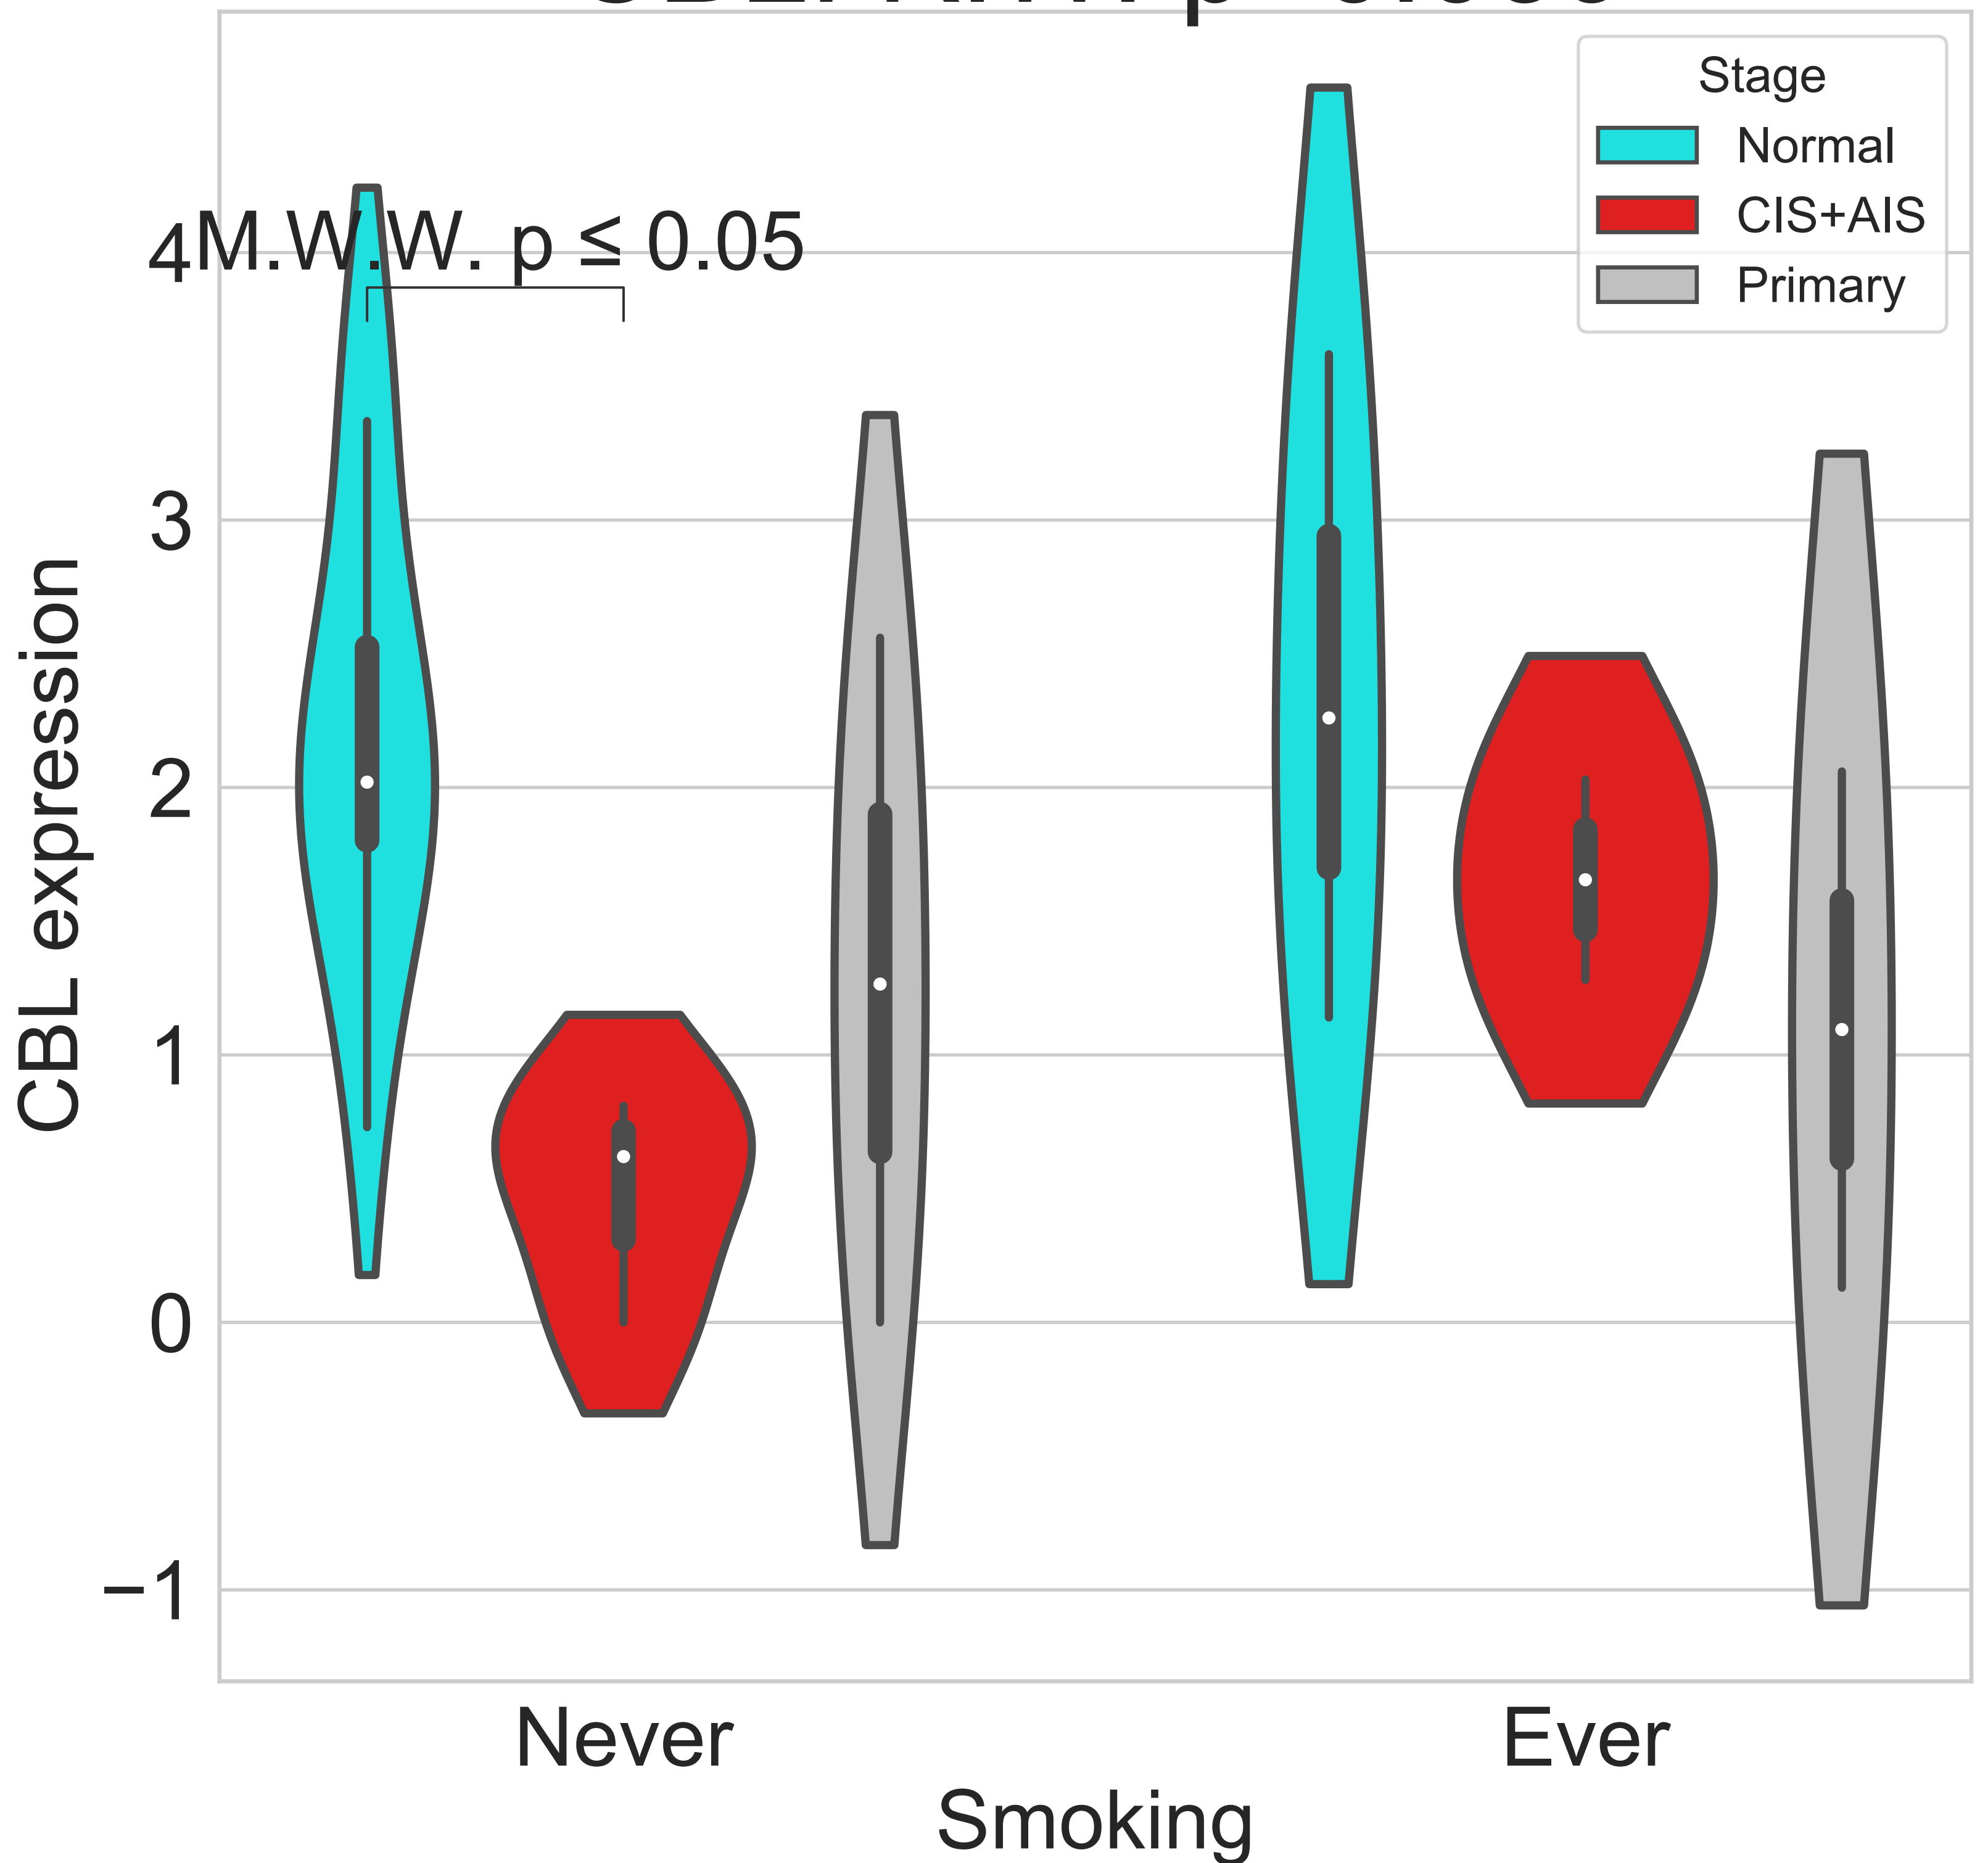 Stage
Normal
CIS+AIS
Primary
M.W.W. p ≤ 0.05
4
3
2
1
0
−1
CBL expression
Never
Ever
Smoking